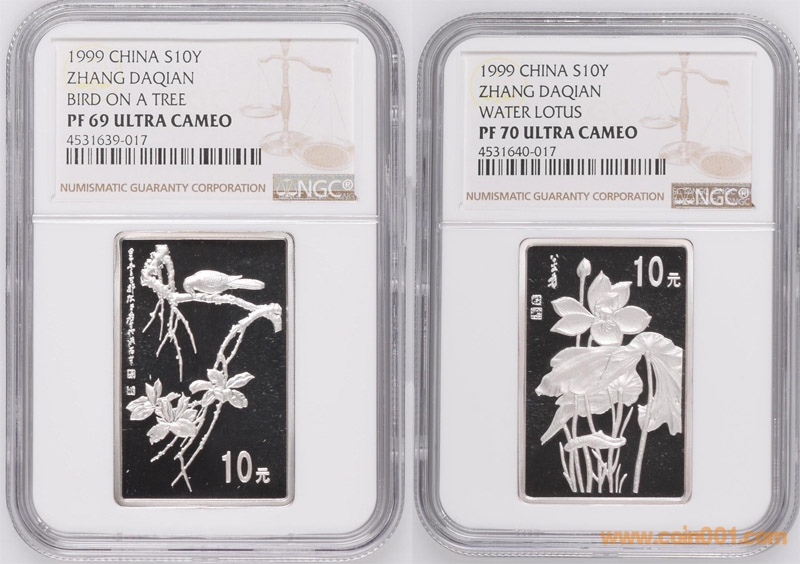 1999 CHINA S10Y
ZHANG DAQIAN
BIRD ON A TREE
PF 69 ULTRA CAMEO
4531639-017
NUMISMATIC GUARANTY CORPORATION
NGC®
10元
1999 CHINA S10Y
ZHANG DAQIAN
WATER LOTUS
PF 70 ULTRA CAMEO
4531640-017
NUMISMATIC GUARANTY CORPORATION
NGC®
10元
www.coin001.com